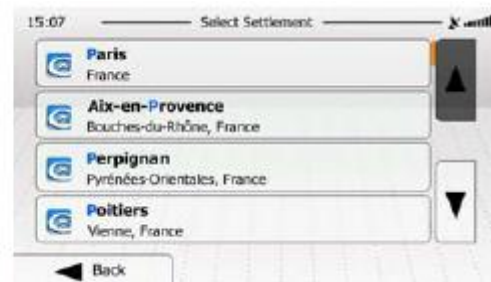 15:07
Select Settlement
Paris
France
Aix-en-Provence
Bouches-du-Rhône, France
Perpignan
Pyrénées-Orientales, France
Poitiers
Vienne, France
Back